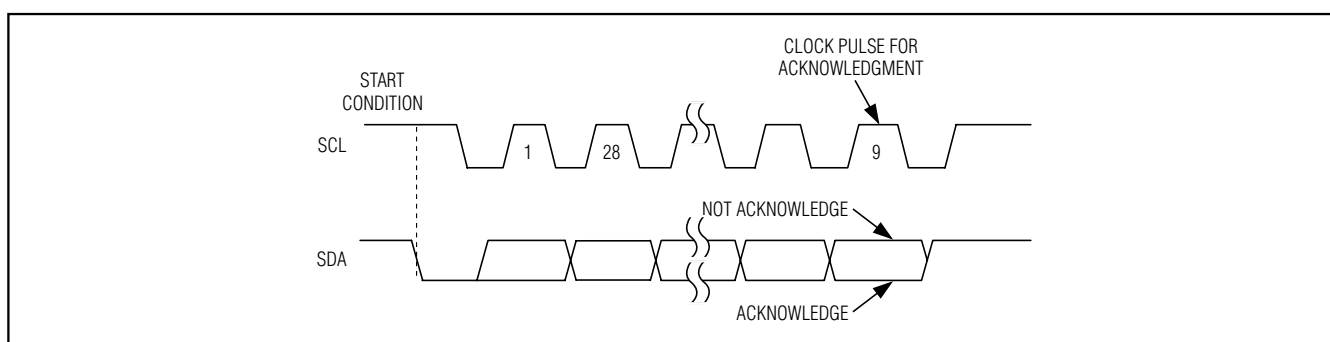 CLOCK PULSE FOR
ACKNOWLEDGMENT
START
CONDITION
SCL
1
28
9
NOT ACKNOWLEDGE
SDA
ACKNOWLEDGE